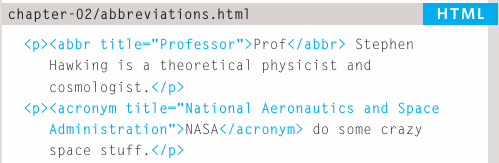 chapter-02/abbreviations.html HTML
<p><abbr title="Professor">Prof</abbr> Stephen
Hawking is a theoretical physicist and
cosmologist.</p>
<p><acronym title="National Aeronautics and Space
Administration">NASA</acronym> do some crazy
space stuff.</p>